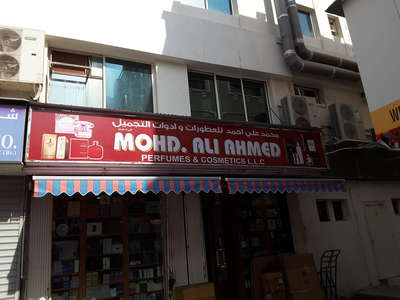 محمد علي احمد للعطورات و أدوات التجميل
MOHD. ALI AHMED
PERFUMES & COSMETICS L.L.C